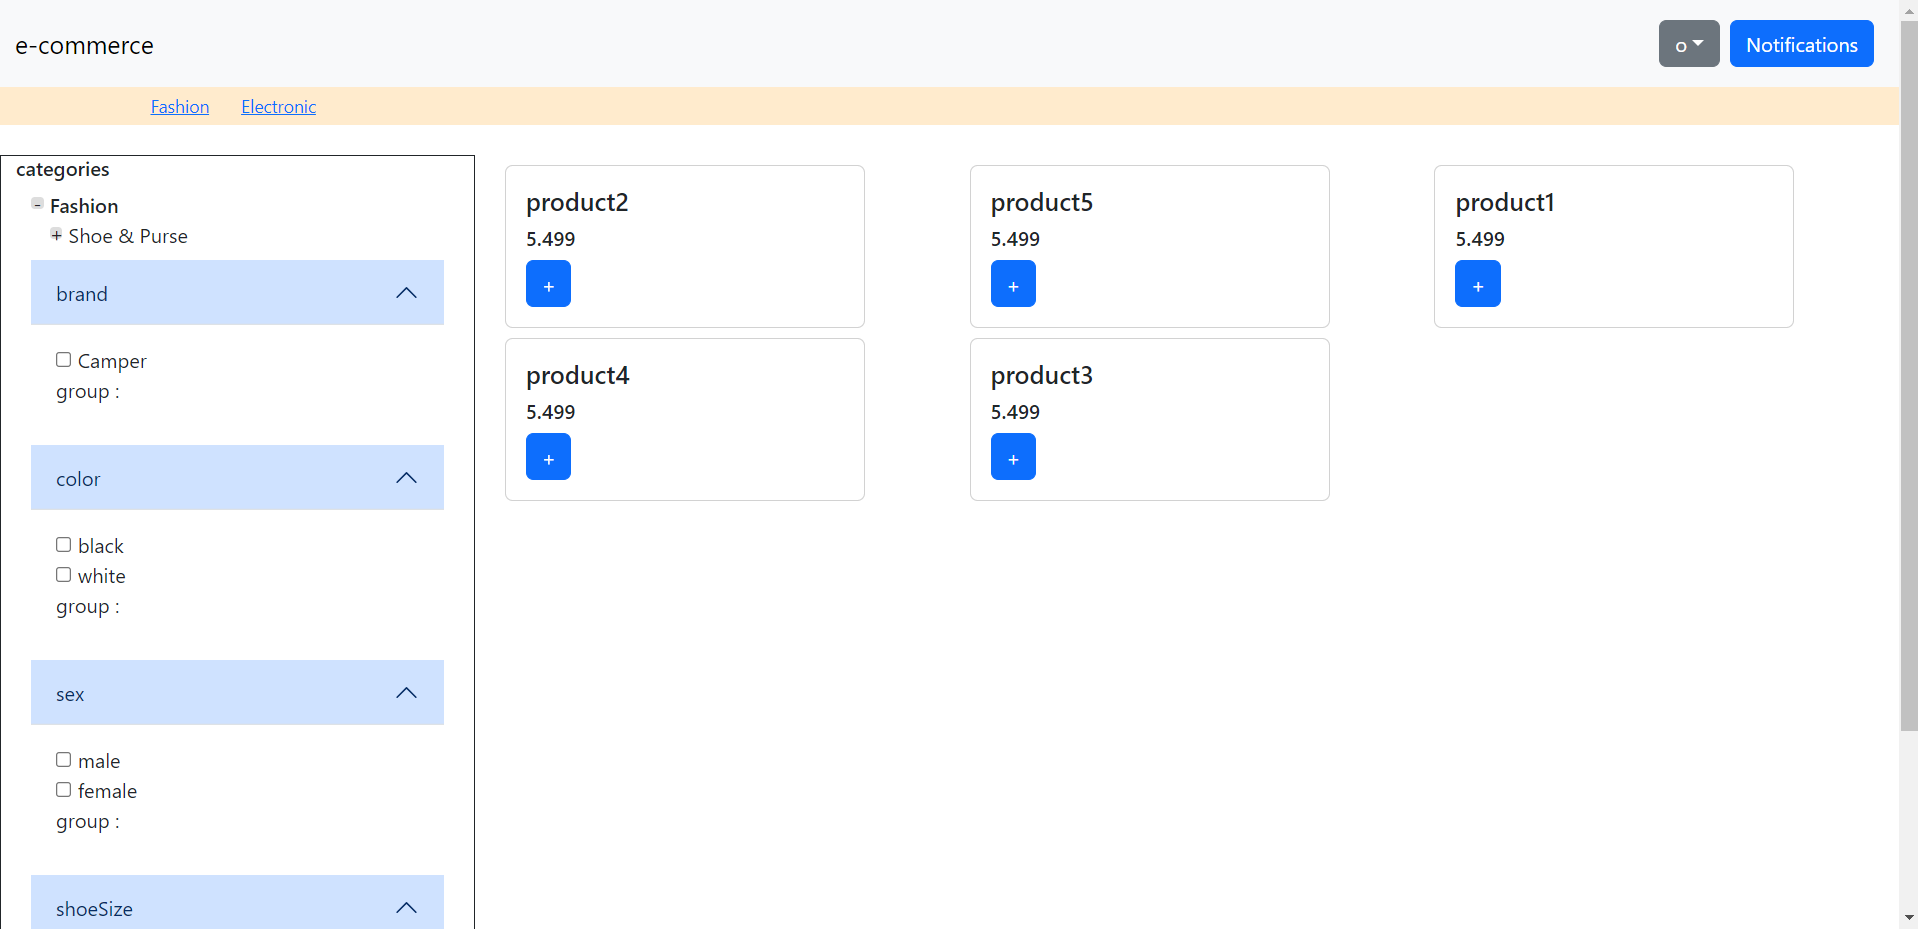 e-commerce
o
Notifications
Fashion
Electronic
categories
- Fashion
+ Shoe & Purse
brand
Camper
group :
color
black
white
group :
sex
male
female
group :
shoeSize
product2
5.499
+
product5
5.499
+
product1
5.499
+
product4
5.499
+
product3
5.499
+